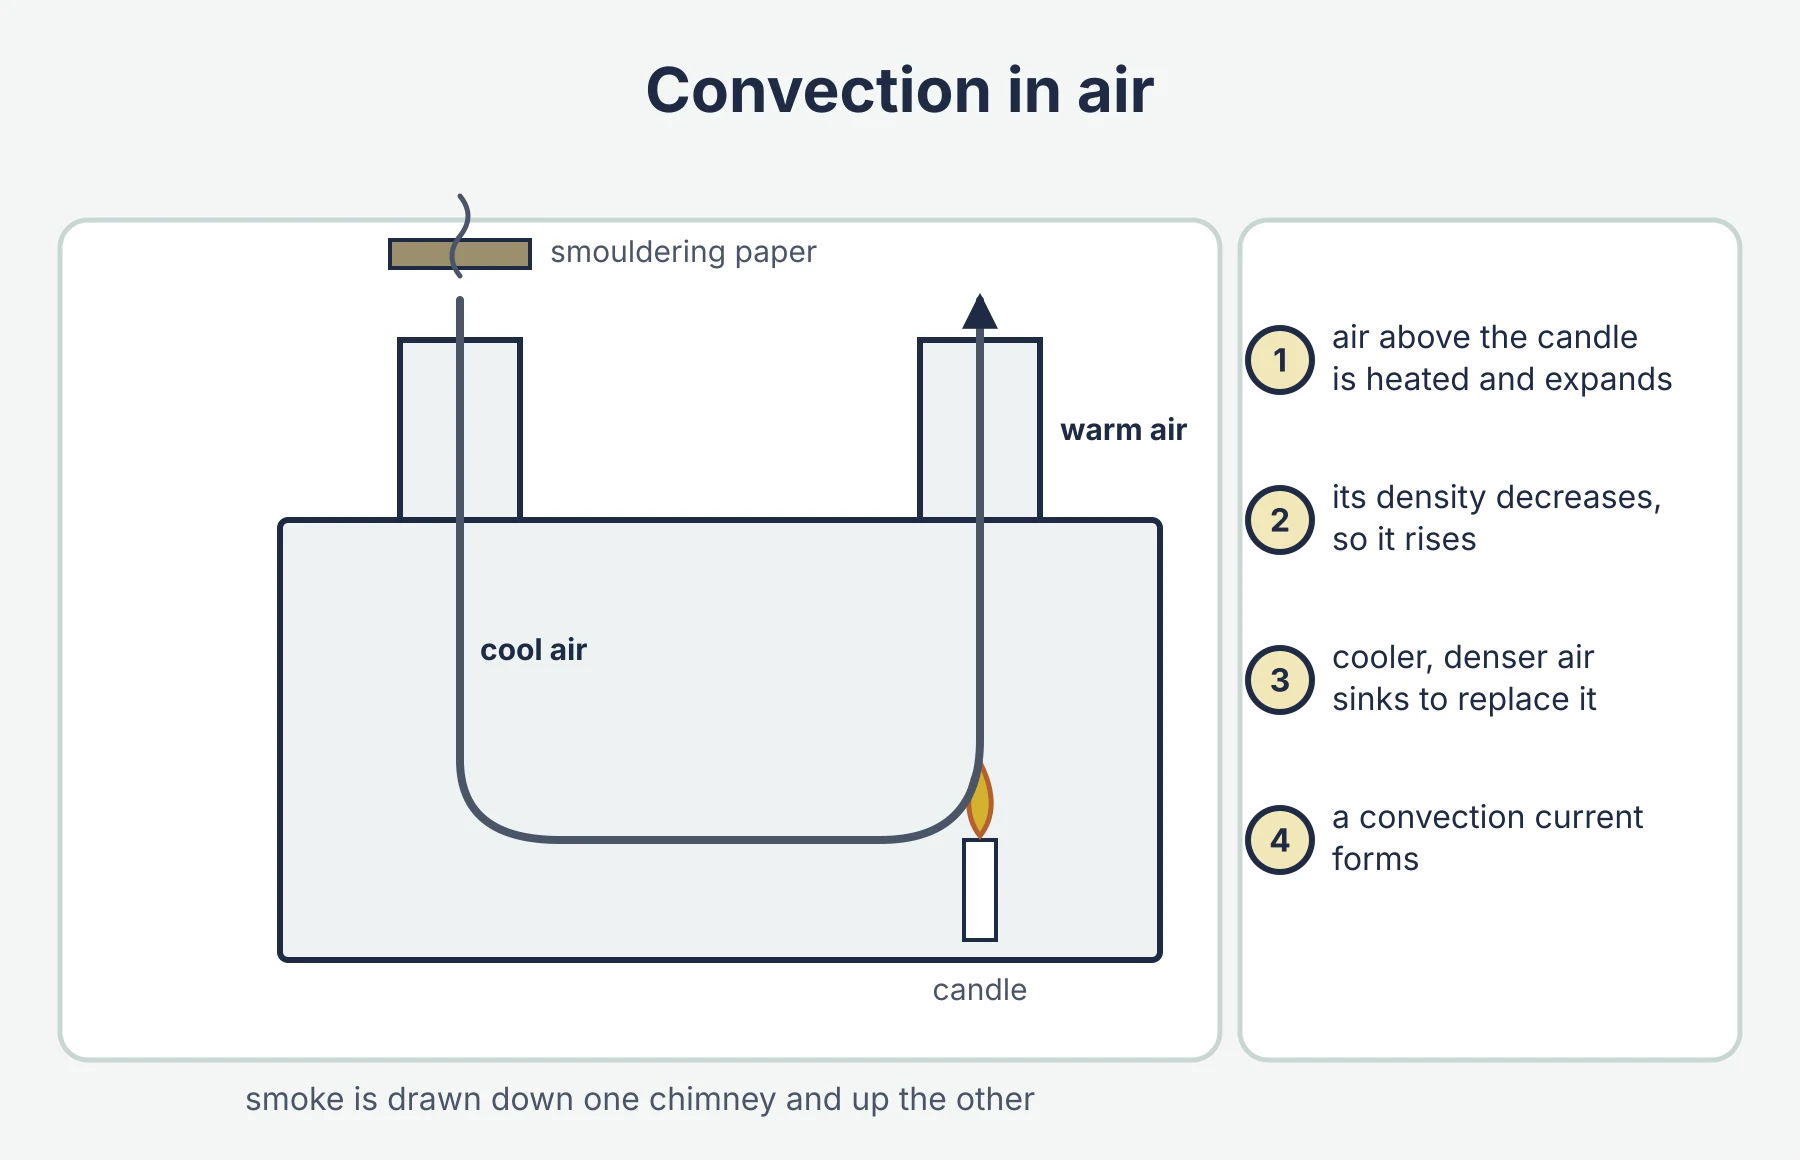 Convection in air
smouldering paper
warm air
cool air
candle
1
air above the candle
is heated and expands
2
its density decreases,
so it rises
3
cooler, denser air
sinks to replace it
4
a convection current
forms
smoke is drawn down one chimney and up the other